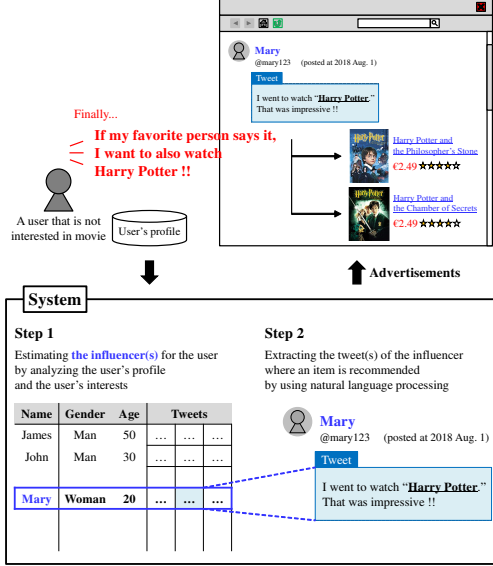 Mary
@mary123 (posted at 2018 Aug. 1)
Tweet
I went to watch “Harry Potter.”
That was impressive !!
Harry Potter
Harry Potter and
the Philosopher’s Stone
€2.49 ☆☆☆☆☆
Harry Potter
Harry Potter and
the Chamber of Secrets
€2.49 ☆☆☆☆☆
Finally...
If my favorite person says it,
I want to also watch
Harry Potter !!
A user that is not
interested in movie
User’s profile
Advertisements
System
Step 1
Estimating the influencer(s) for the user
by analyzing the user’s profile
and the user’s interests
Name Gender Age Tweets
James Man 50 … … …
John Man 30 … … …
Mary Woman 20 ... ... ...
Step 2
Extracting the tweet(s) of the influencer
where an item is recommended
by using natural language processing
Mary
@mary123 (posted at 2018 Aug. 1)
Tweet
I went to watch “Harry Potter.”
That was impressive !!